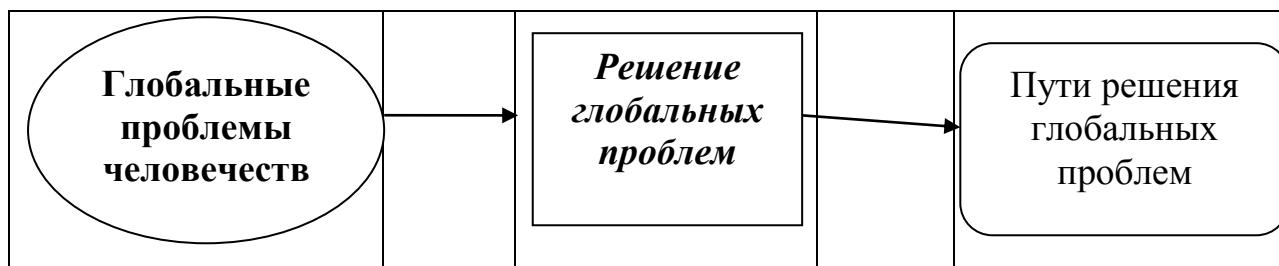 Глобальные
проблемы
человечеств
Решение
глобальных
проблем
Пути решения
глобальных
проблем